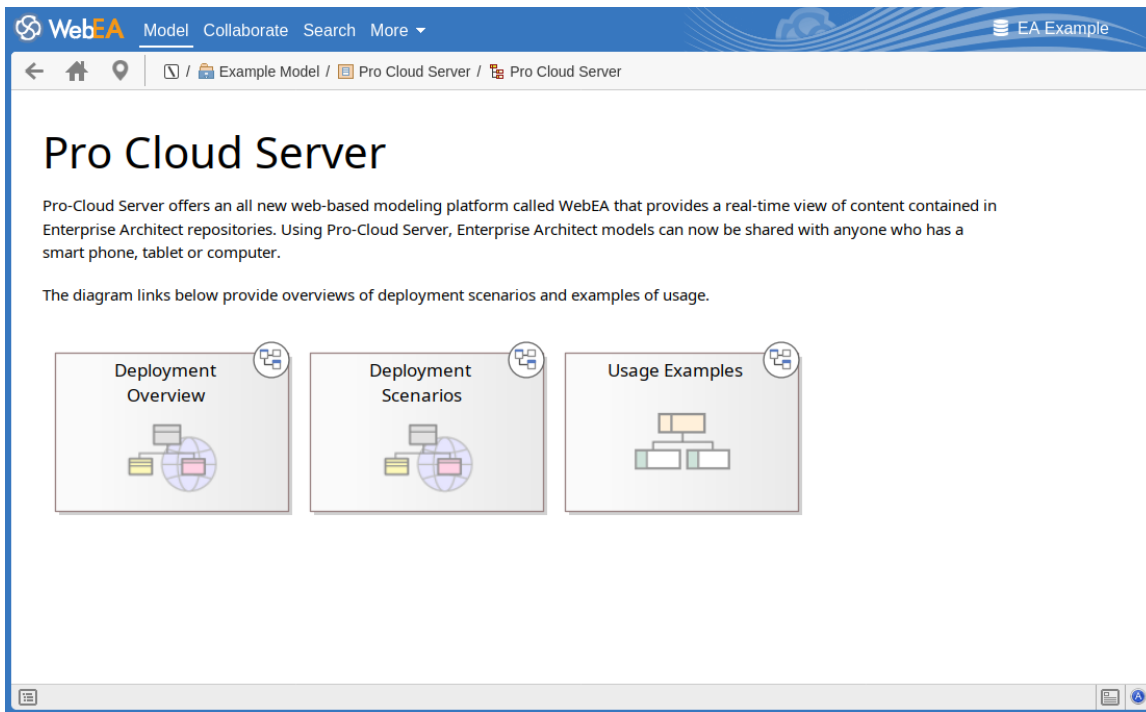 WebEA Model Collaborate Search More EA Example
/ Example Model / Pro Cloud Server / Pro Cloud Server
Pro Cloud Server
Pro-Cloud Server offers an all new web-based modeling platform called WebEA that provides a real-time view of content contained in
Enterprise Architect repositories. Using Pro-Cloud Server, Enterprise Architect models can now be shared with anyone who has a
smart phone, tablet or computer.
The diagram links below provide overviews of deployment scenarios and examples of usage.
Deployment
Overview
Deployment
Scenarios
Usage Examples
A